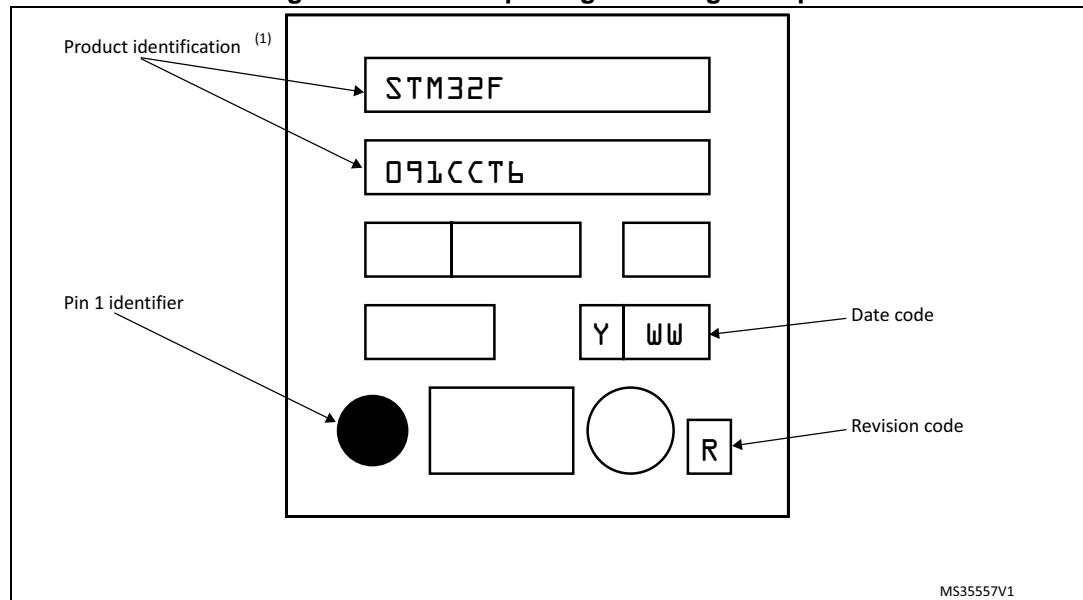 Product identification (1)
STM32F
091CCT6
Pin 1 identifier
Y WW
Date code
R
Revision code
MS35557V1